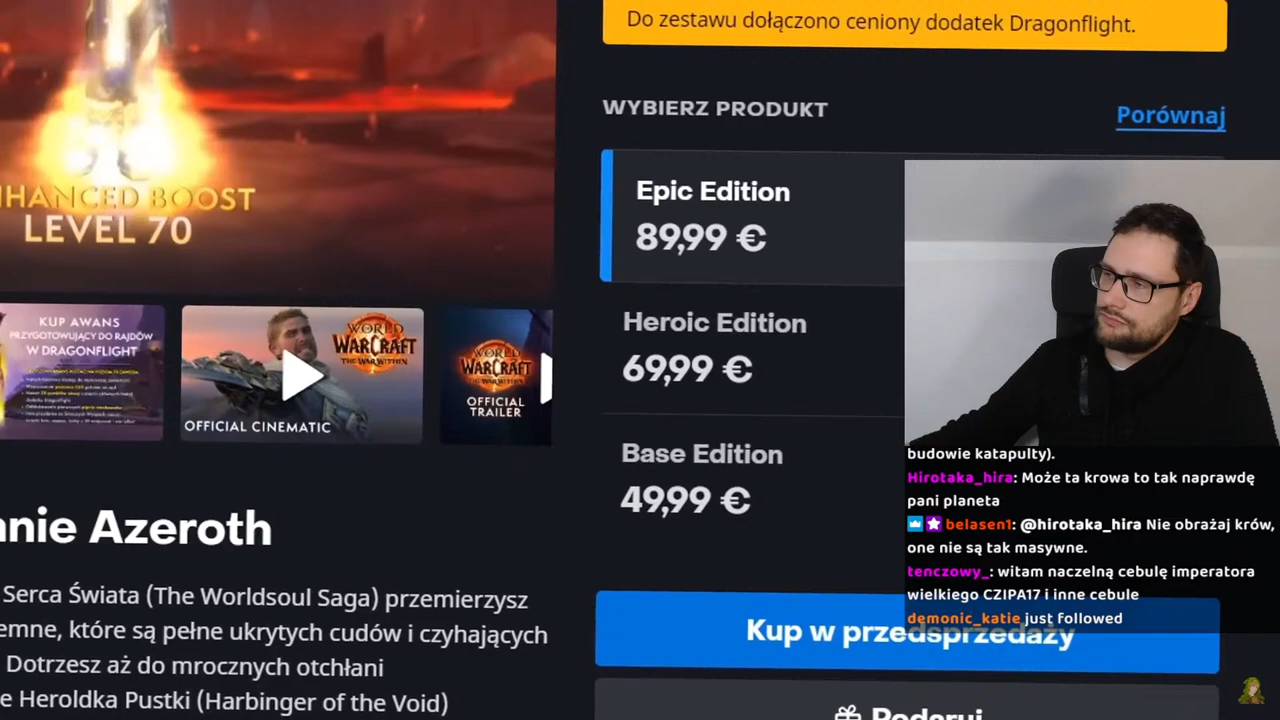 Do zestawu dołączono ceniony dodatek Dragonflight.
WYBIERZ PRODUKT
Porównaj
Epic Edition
89,99 €
Heroic Edition
69,99 €
Base Edition
49,99 €
Kup w przedsprzedaży
Podaruj
NHANCED BOOST
LEVEL 70
KUP AWANS
PRZYGOTOWUJĄCY DO RAJDÓW
W DRAGONFLIGHT
WORLD
WARCRAFT
THE WAR WITHIN
OFFICIAL CINEMATIC
WORLD
WARCRAFT
THE WAR WITHIN
OFFICIAL
TRAILER
anie Azeroth
Serca Świata (The Worldsoul Saga) przemierzysz
emne, które są pełne ukrytych cudów i czyhających
Dotrzesz aż do mrocznych otchłani
e Heroldka Pustki (Harbinger of the Void)
budowie katapulty).
Hirotaka_hira: Może ta krowa to tak naprawdę
pani planeta
belasen1: @hirotaka_hira Nie obrażaj krów,
one nie są tak masywne.
tenczowy_: witam naczelną cebulę imperatora
wielkiego CZIPA17 i inne cebule
demonic_katie just followed